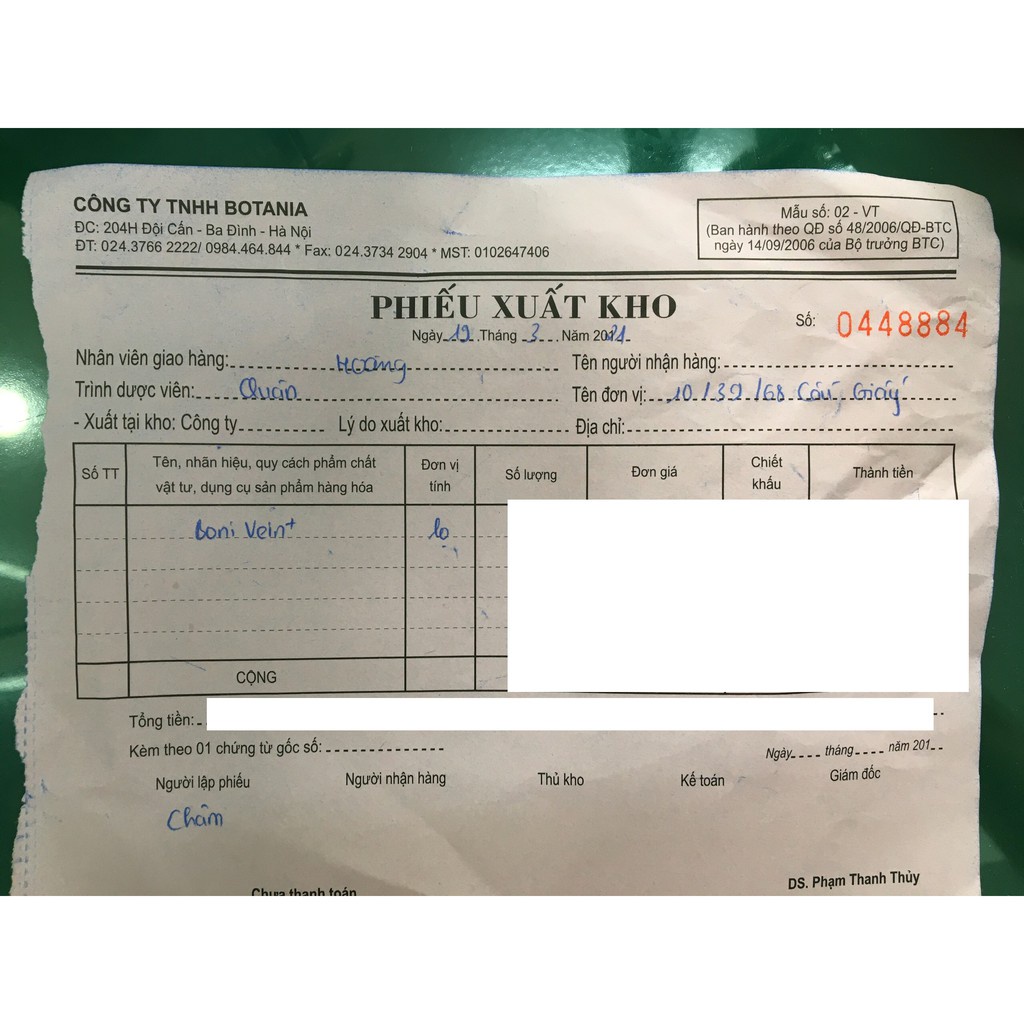 CÔNG TY TNHH BOTANIA
ĐC: 204H Đội Cấn - Ba Đình - Hà Nội
ĐT: 024.3766 2222/ 0984.464.844 * Fax: 024.3734 2904 * MST: 0102647406
Mẫu số: 02 - VT
(Ban hành theo QĐ số 48/2006/QĐ-BTC
ngày 14/09/2006 của Bộ trưởng BTC)
PHIẾU XUẤT KHO
Số: 0448884
Ngày 12 Tháng 3 Năm 2021
Nhân viên giao hàng: Hoàng Tên người nhận hàng:
Trình dược viên: Quân Tên đơn vị: 10/39/68 Cầu Giấy
- Xuất tại kho: Công ty Lý do xuất kho: Địa chỉ:
Số TT Tên, nhãn hiệu, quy cách phẩm chất vật tư, dụng cụ sản phẩm hàng hóa Đơn vị tính Số lượng Đơn giá Chiết khấu Thành tiền
Boni Vein+ lọ
CỘNG
Tổng tiền:
Kèm theo 01 chứng từ gốc số:
Ngày tháng năm 201
Người lập phiếu Người nhận hàng Thủ kho Kế toán Giám đốc
Châm
Chưa thanh toán
DS. Phạm Thanh Thủy